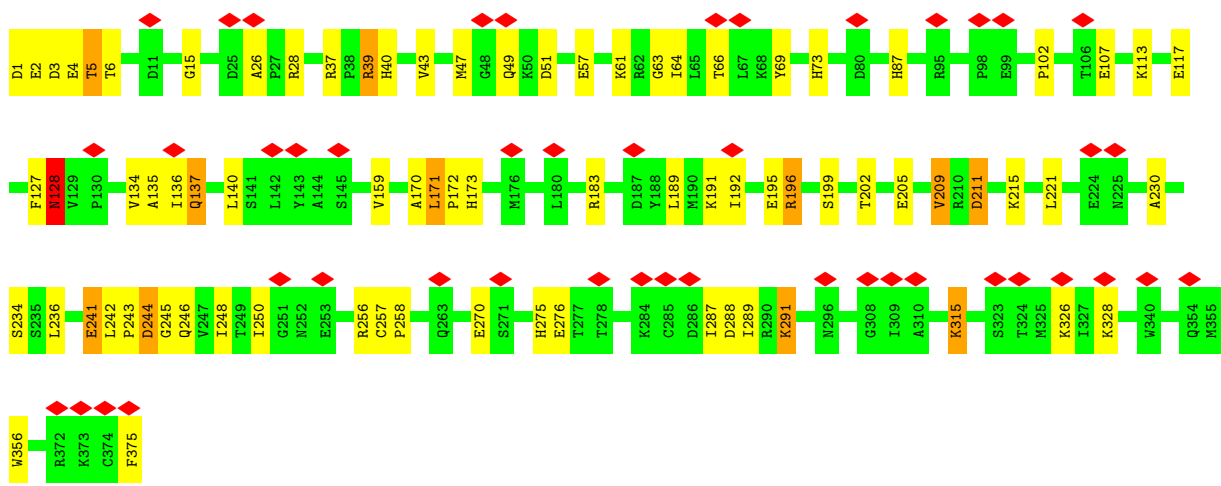 D1 E2 D3 E4 T5 T6 D11 G15 D25 A26 P27 R28 R37 P38 R39 H40 V43 M47 G48 Q49 K50 D51 E57 K61 R62 G63 I64 L65 T66 L67 K68 Y69 H73 D80 H87 R95 P98 E99 P102 T106 E107 K113 E117
F127 N128 V129 P130 V134 A135 I136 Q137 L140 S141 L142 Y143 A144 S145 V159 A170 L171 P172 H173 M176 L180 R183 D187 Y188 L189 M190 K191 I192 E195 R196 S199 T202 E205 V209 R210 D211 K215 L221 E224 N225 A230
S234 S235 L236 E241 L242 P243 D244 G245 Q246 V247 I248 T249 I250 G251 N252 E253 R256 C257 P258 Q263 E270 S271 H275 E276 T277 T278 K284 C285 D286 I287 D288 I289 R290 K291 N296 G308 I309 A310 K315 S323 T324 M325 K326 I327 K328 W340 Q354 M355
W356 R372 K373 C374 F375